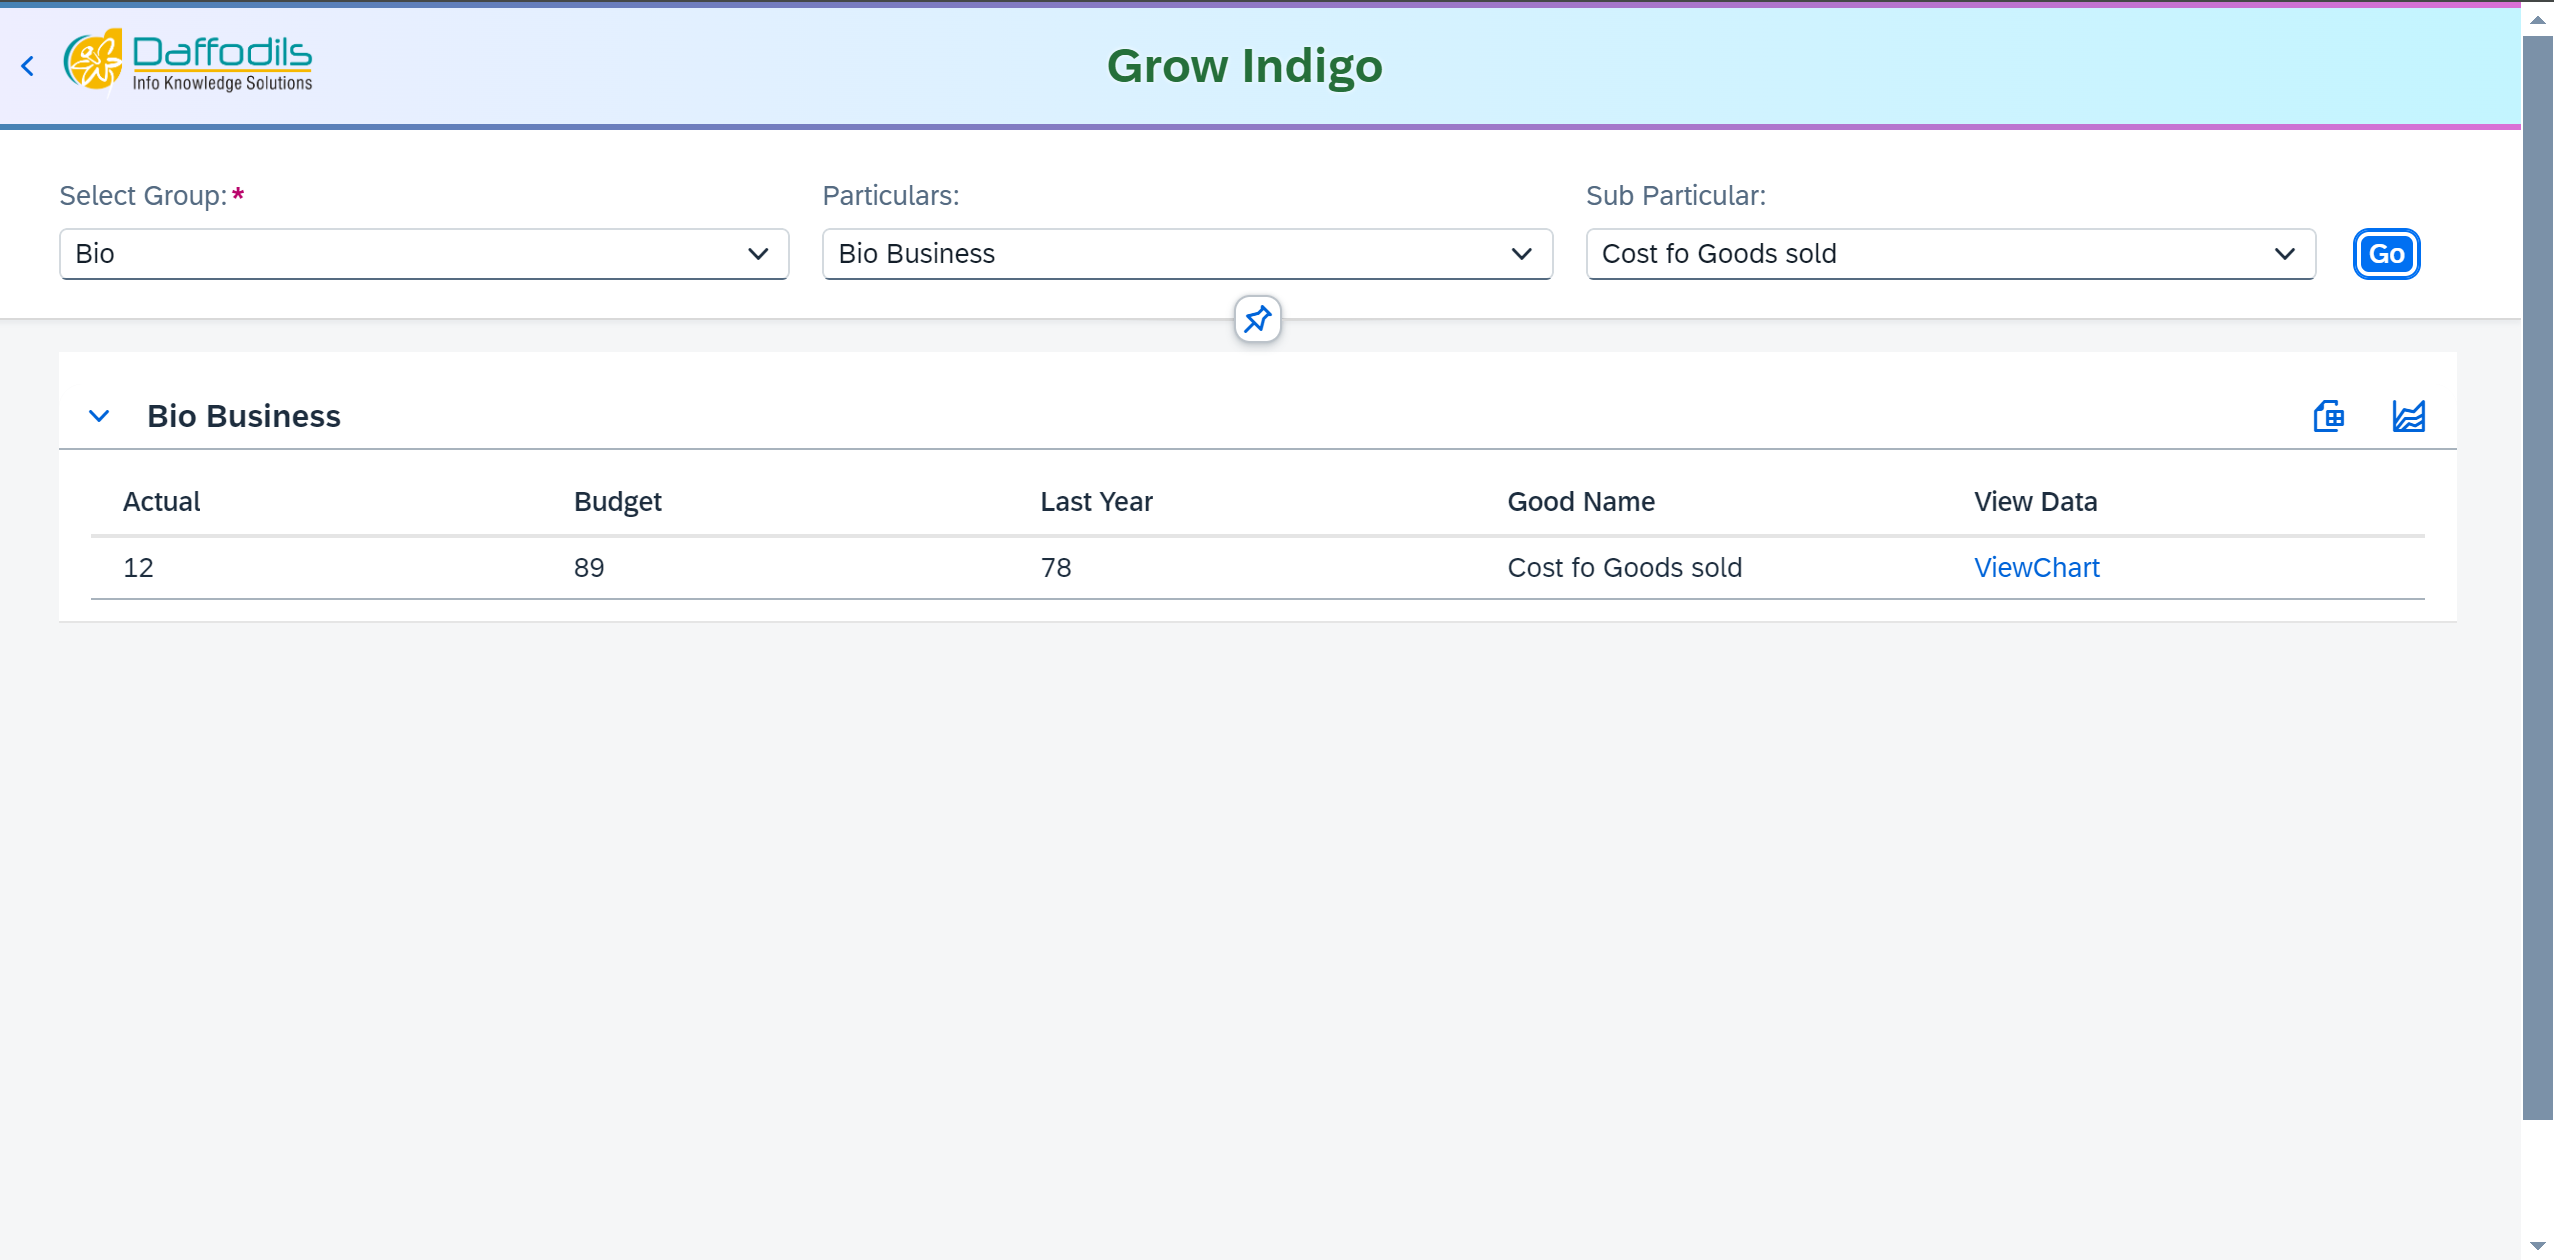 Daffodils
Info Knowledge Solutions
Grow Indigo
Select Group:*
Particulars:
Sub Particular:
Bio
Bio Business
Cost fo Goods sold
Go
Bio Business
Actual Budget Last Year Good Name View Data
12 89 78 Cost fo Goods sold ViewChart